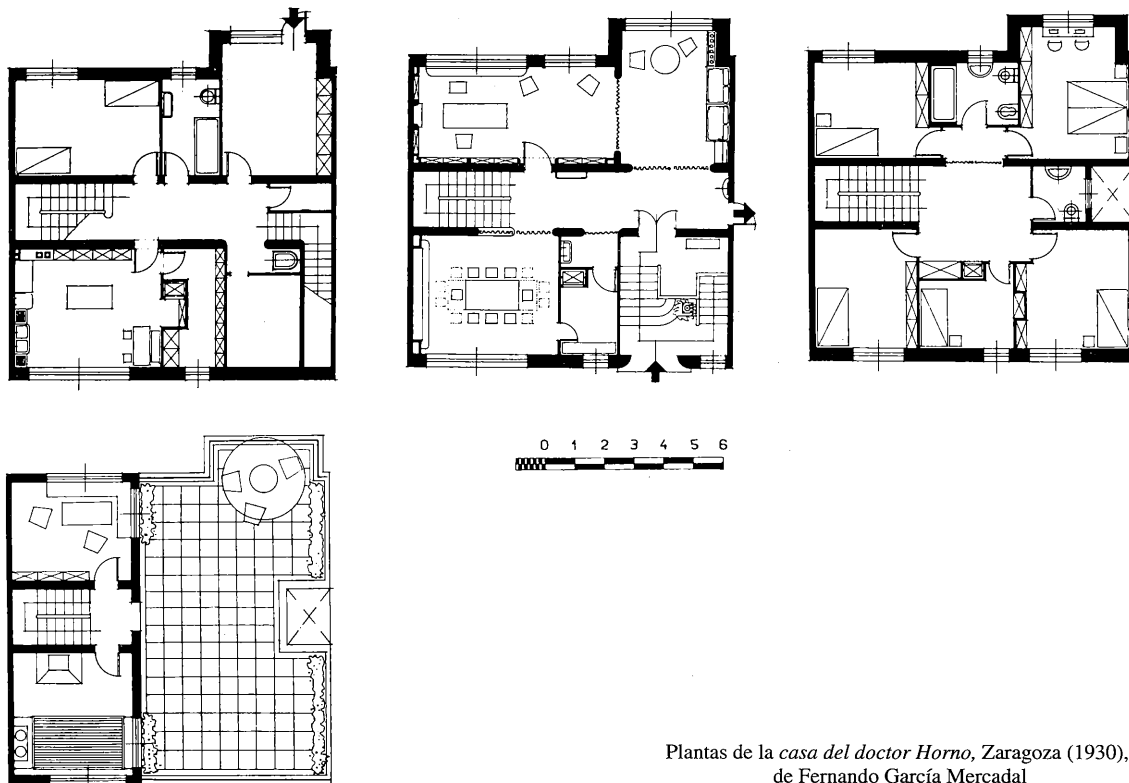 0 1 2 3 4 5 6
Plantas de la casa del doctor Horno, Zaragoza (1930),
de Fernando García Mercadal